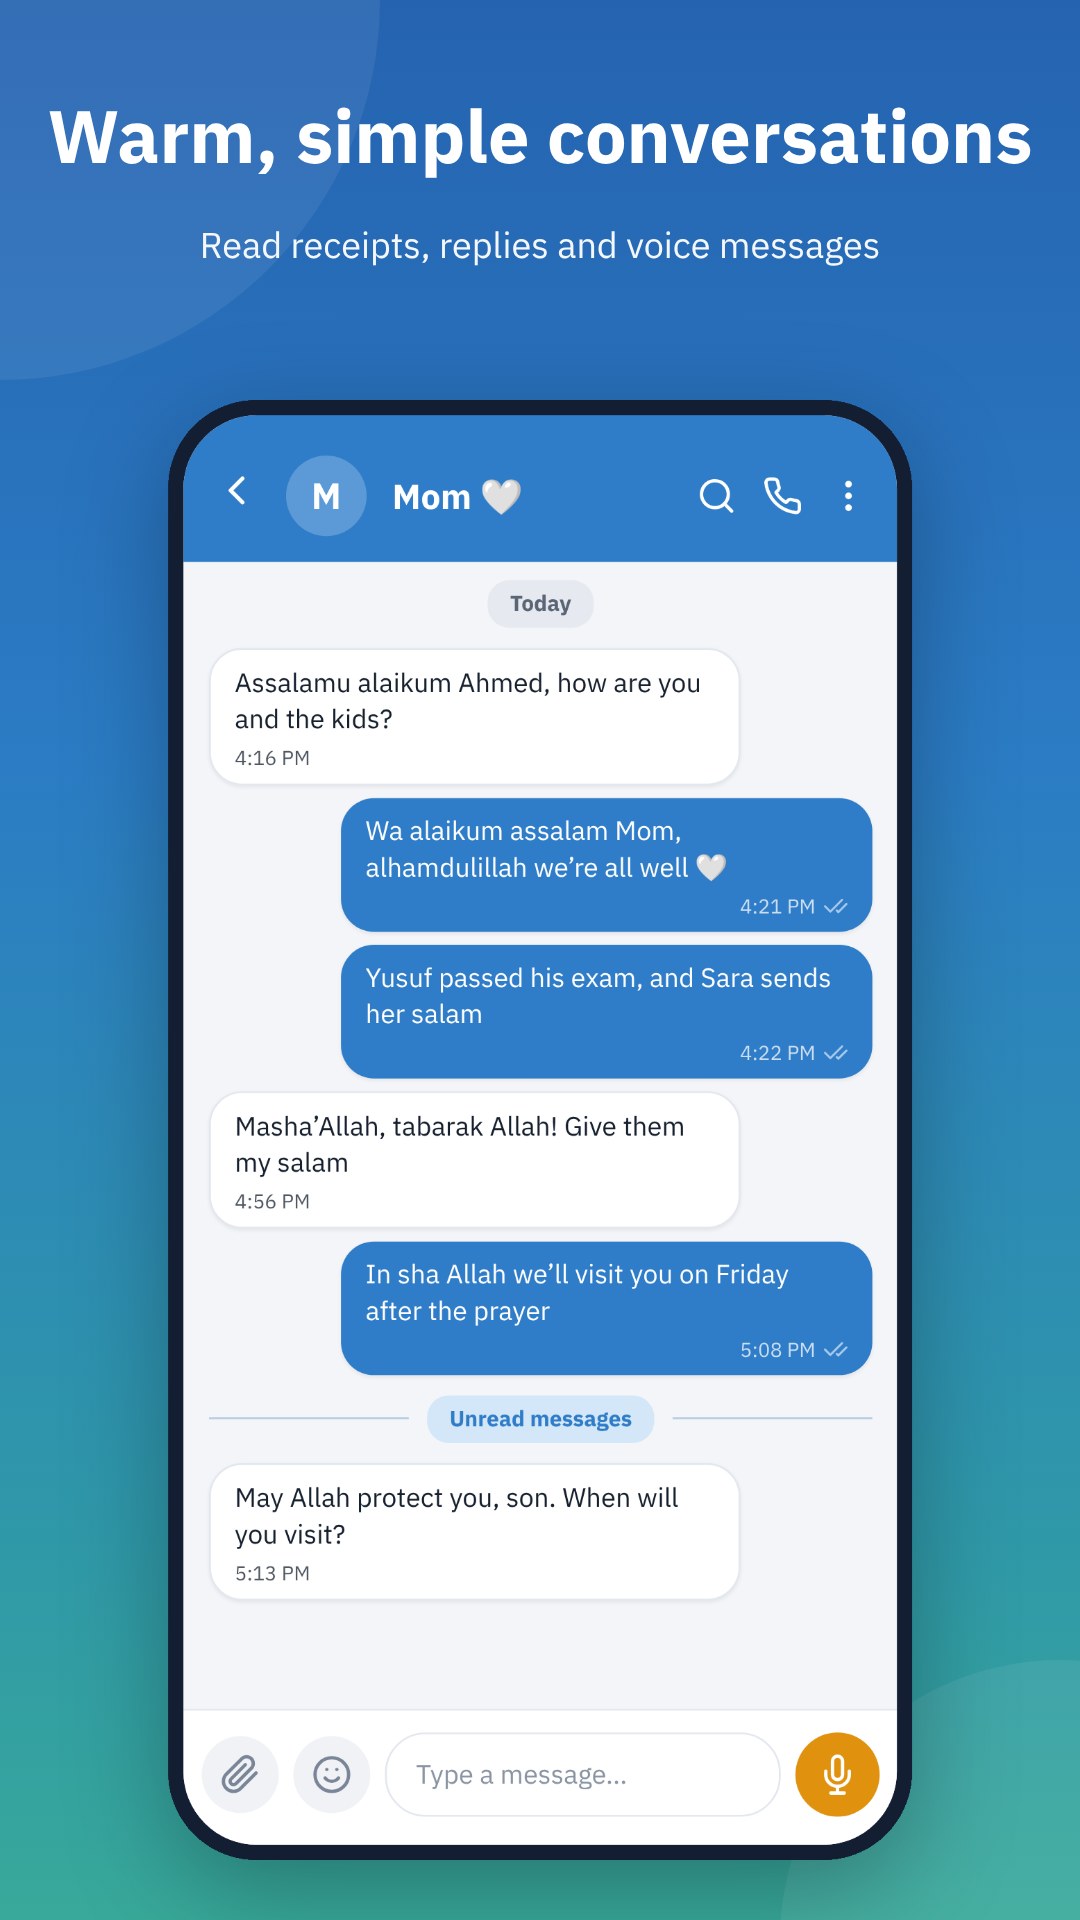 Warm, simple conversations
Read receipts, replies and voice messages
M
Mom 🤍
Today
Assalamu alaikum Ahmed, how are you
and the kids?
4:16 PM
Wa alaikum assalam Mom,
alhamdulillah we’re all well 🤍
4:21 PM
Yusuf passed his exam, and Sara sends
her salam
4:22 PM
Masha’Allah, tabarak Allah! Give them
my salam
4:56 PM
In sha Allah we’ll visit you on Friday
after the prayer
5:08 PM
Unread messages
May Allah protect you, son. When will
you visit?
5:13 PM
Type a message...